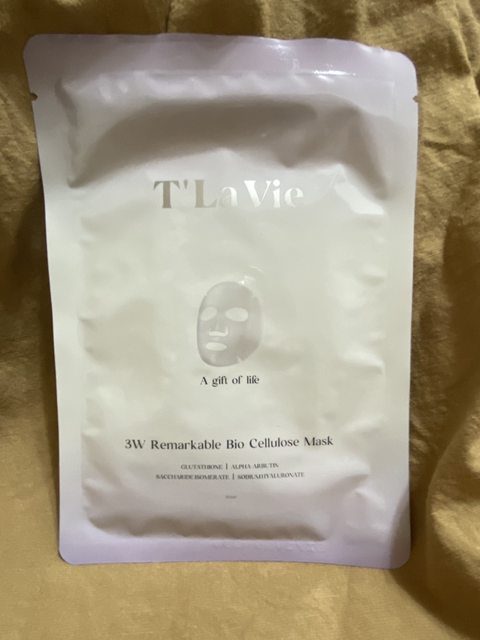 T'La Vie
A gift of life
3W Remarkable Bio Cellulose Mask
GLUTATHIONE | ALPHA ARBUTIN
SACCHARIDE ISOMERATE | SODIUM HYALURONATE